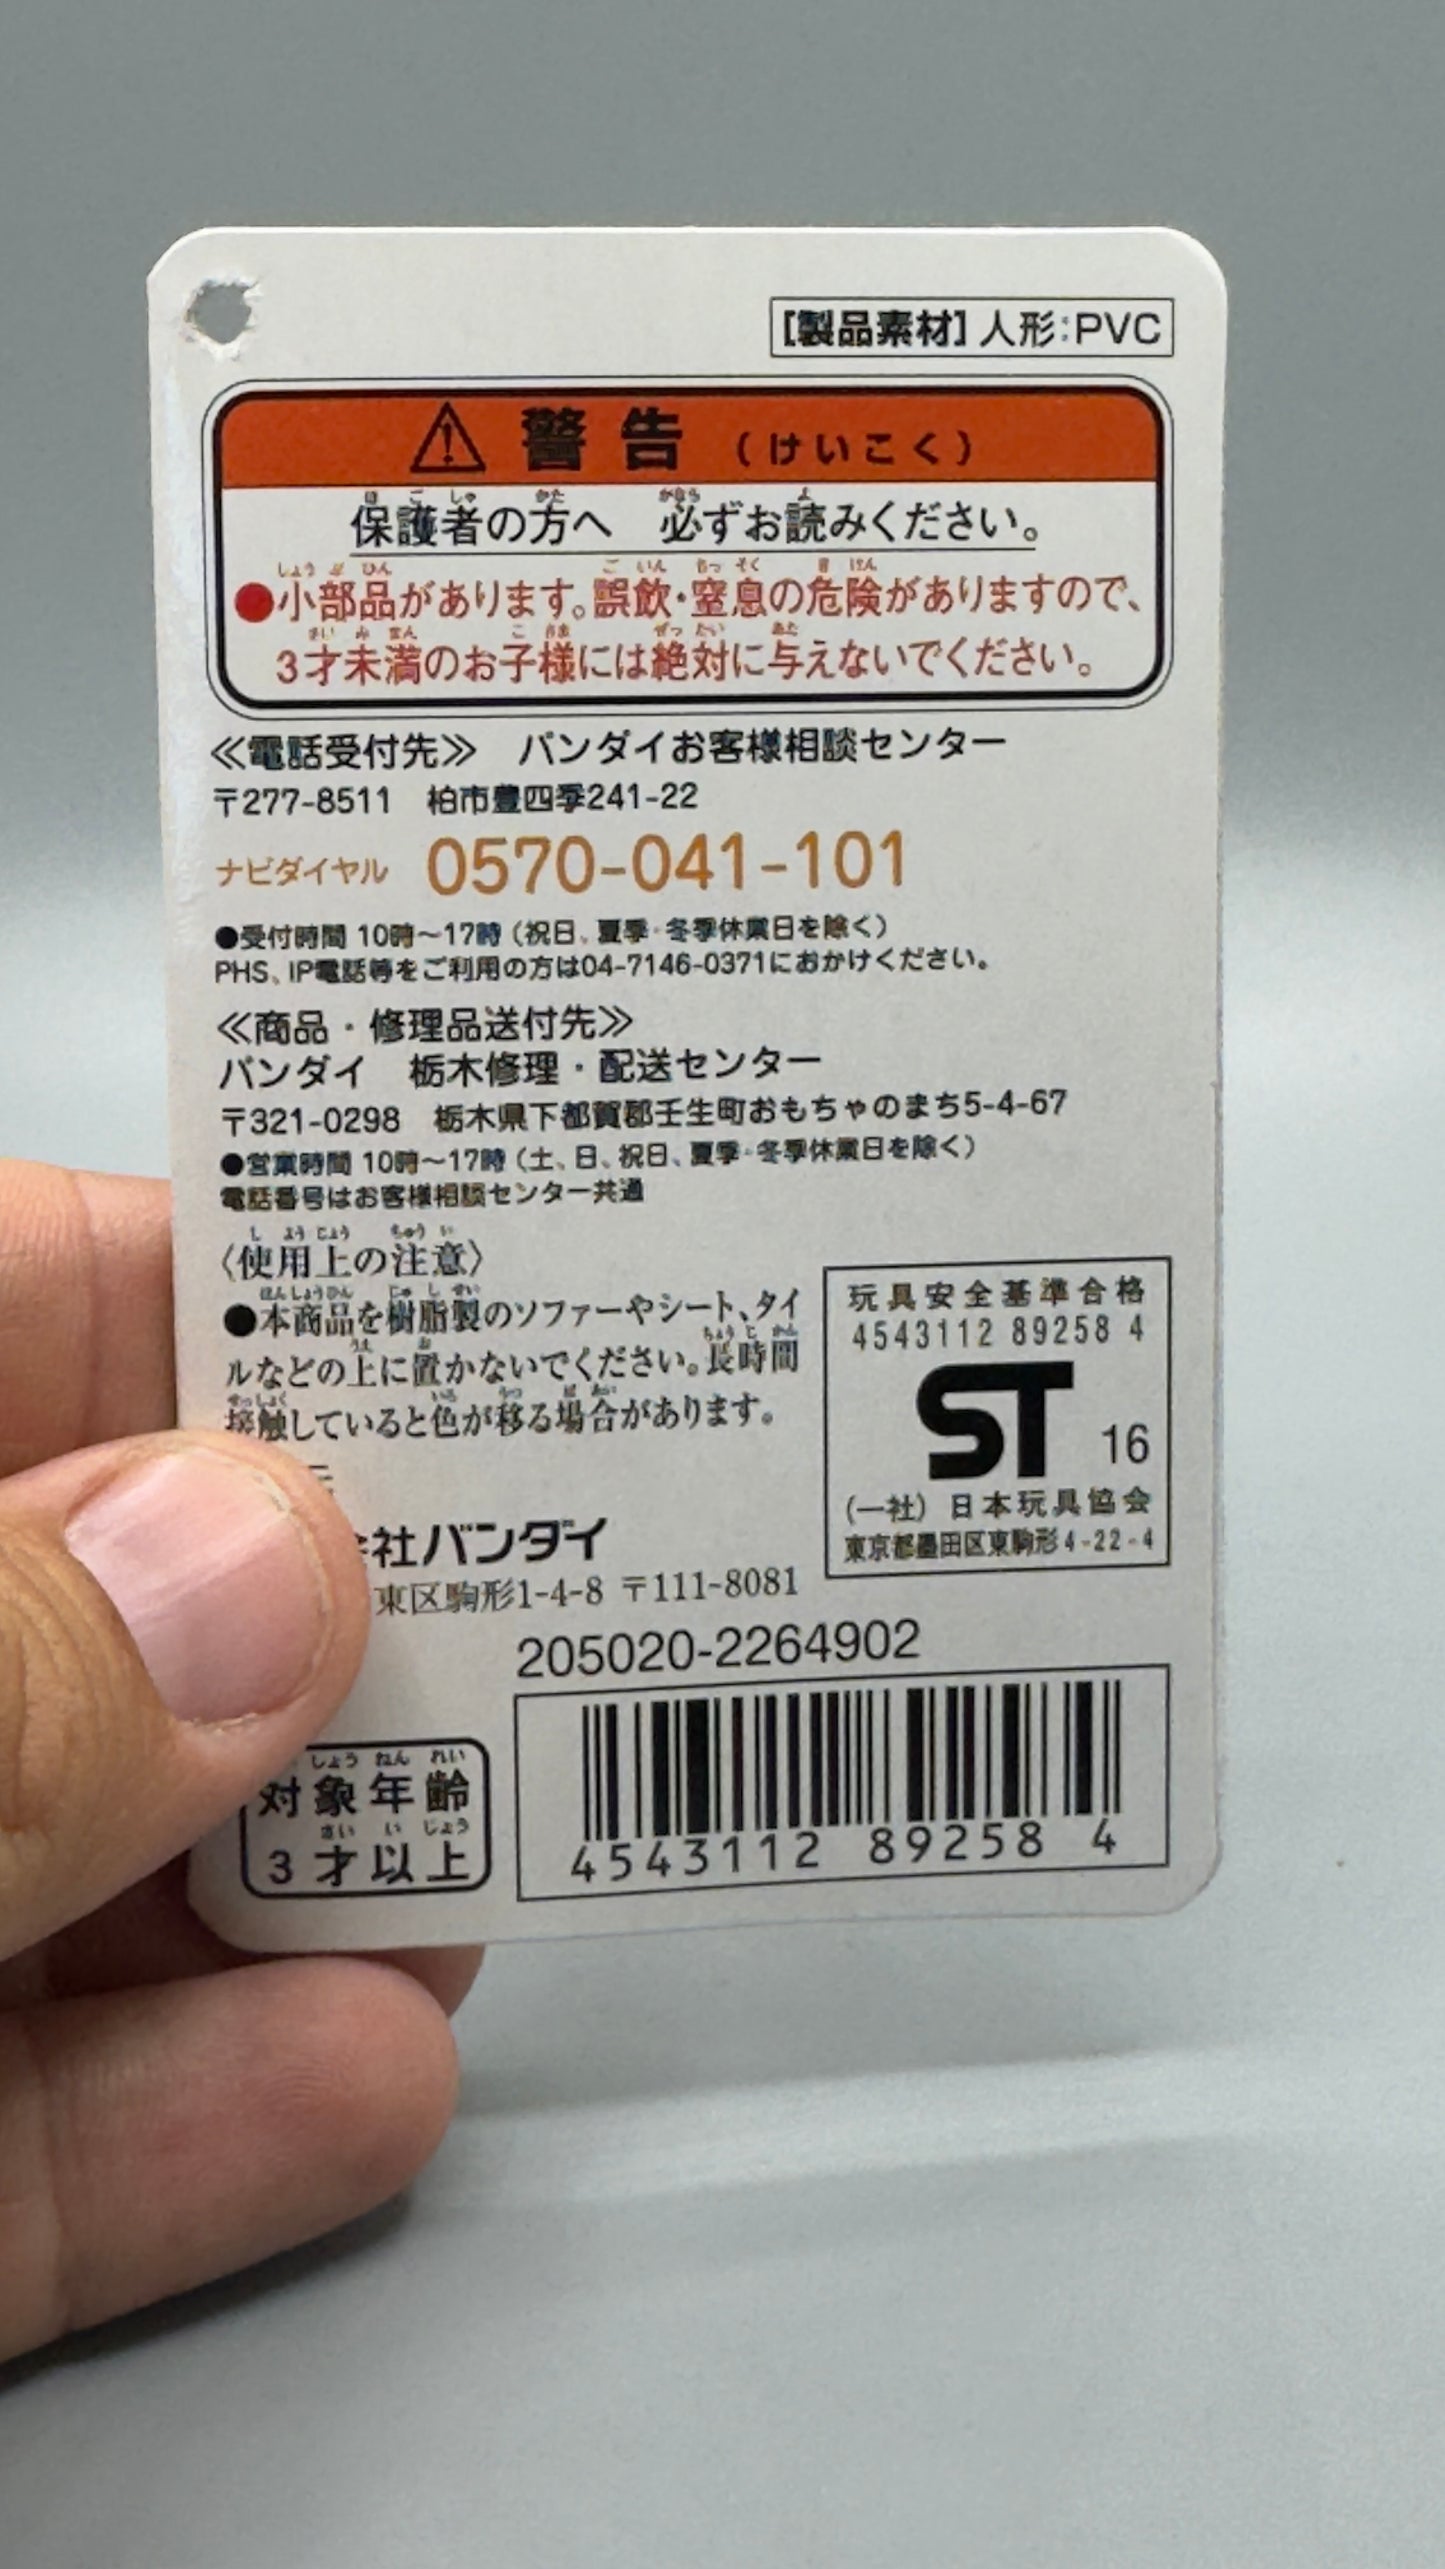 [製品素材] 人形:PVC
警告 (けいこく)
保護者の方へ 必ずお読みください。
●小部品があります。誤飲・窒息の危険がありますので、
3才未満のお子様には絶対に与えないでください。
≪電話受付先≫ バンダイお客様相談センター
〒277-8511 柏市豊四季241-22
ナビダイヤル 0570-041-101
●受付時間 10時～17時（祝日、夏季・冬季休業日を除く）
PHS、IP電話等をご利用の方は04-7146-0371におかけください。
≪商品・修理品送付先≫
バンダイ 栃木修理・配送センター
〒321-0298 栃木県下都賀郡壬生町おもちゃのまち5-4-67
●営業時間 10時～17時（土、日、祝日、夏季・冬季休業日を除く）
電話番号はお客様相談センター共通
〈使用上の注意〉
●本商品を樹脂製のソファーやシート、タイ
ルなどの上に置かないでください。長時間
接触していると色が移る場合があります。
社バンダイ
東区駒形1-4-8 〒111-8081
玩具安全基準合格
4543112 89258 4
ST 16
(一社) 日本玩具協会
東京都墨田区東駒形4-22-4
205020-2264902
4543112 89258 4
対象年齢
3才以上